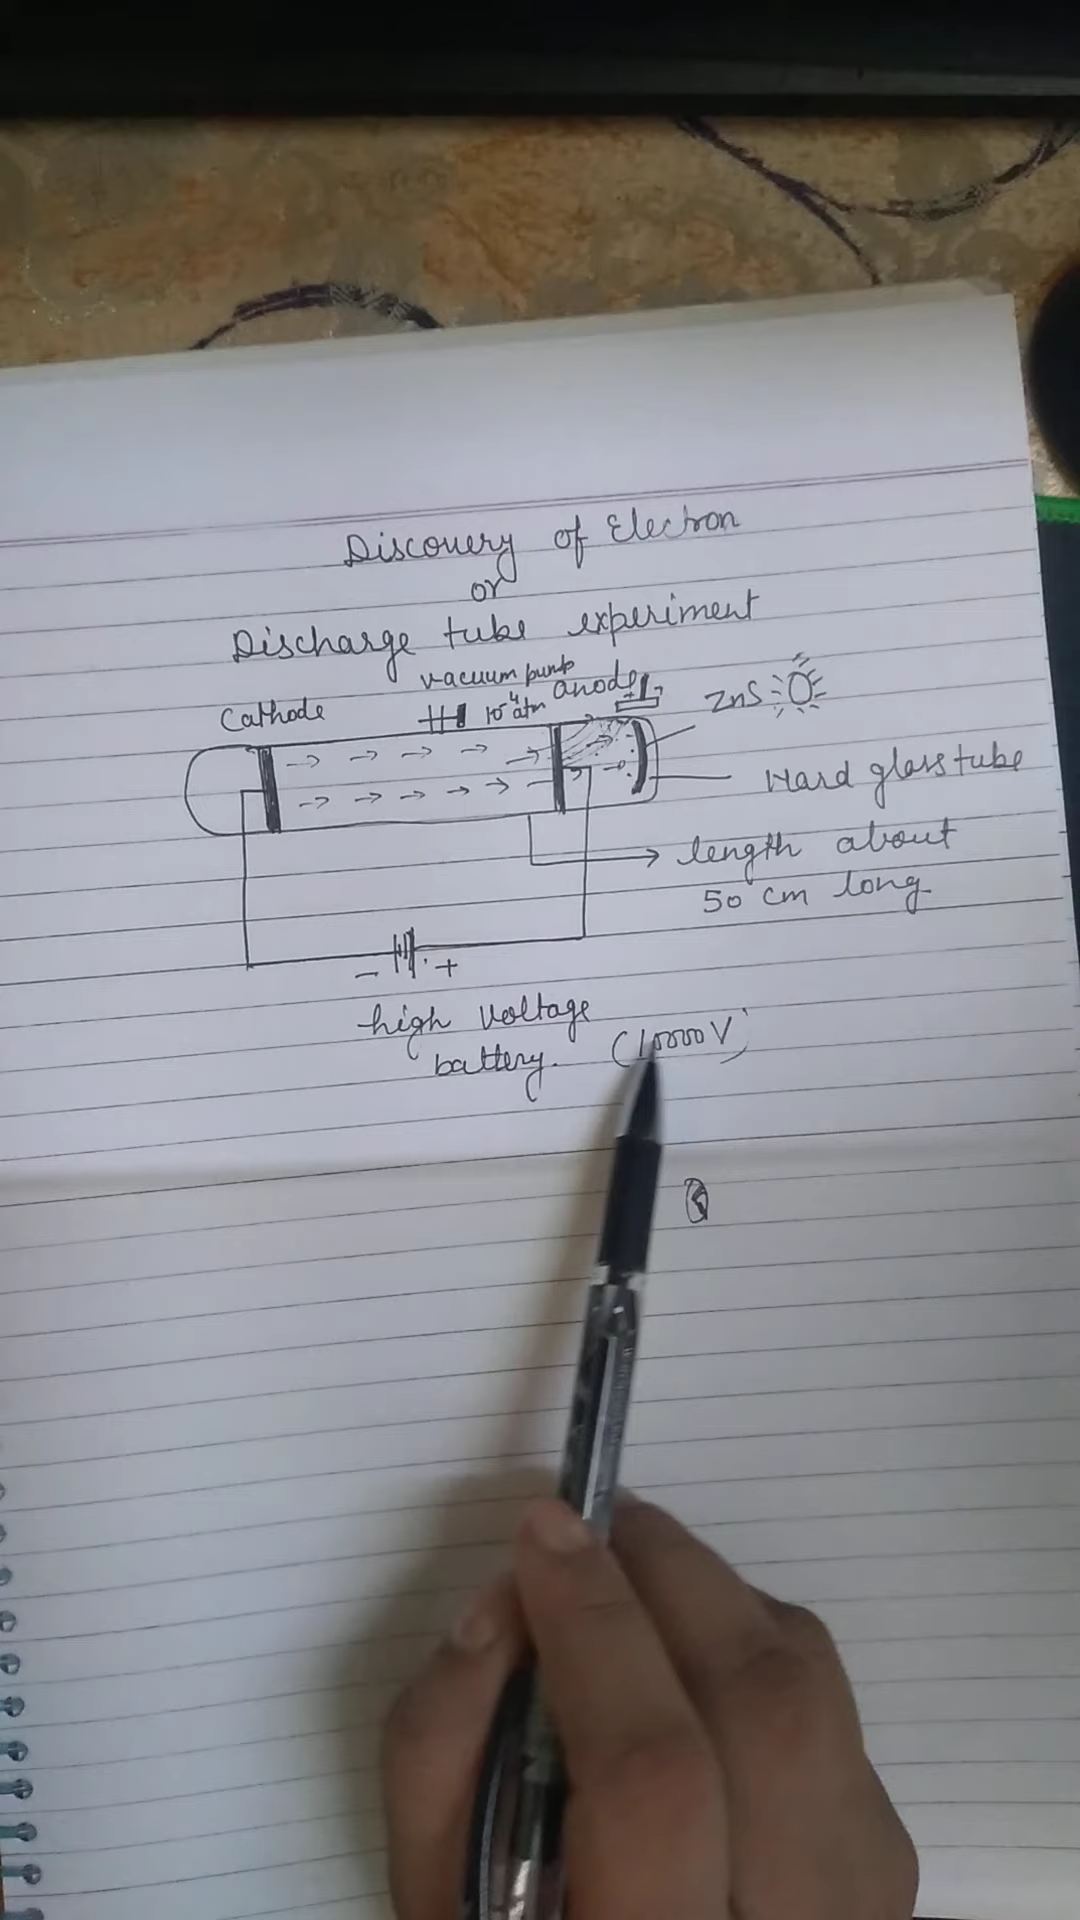 Discovery of Electron
or
Discharge tube experiment
vacuum pump
Cathode
10⁻⁴ atm
anode
ZnS
Hard glass tube
length about
50 cm long
- +
high voltage
battery. (10000V)